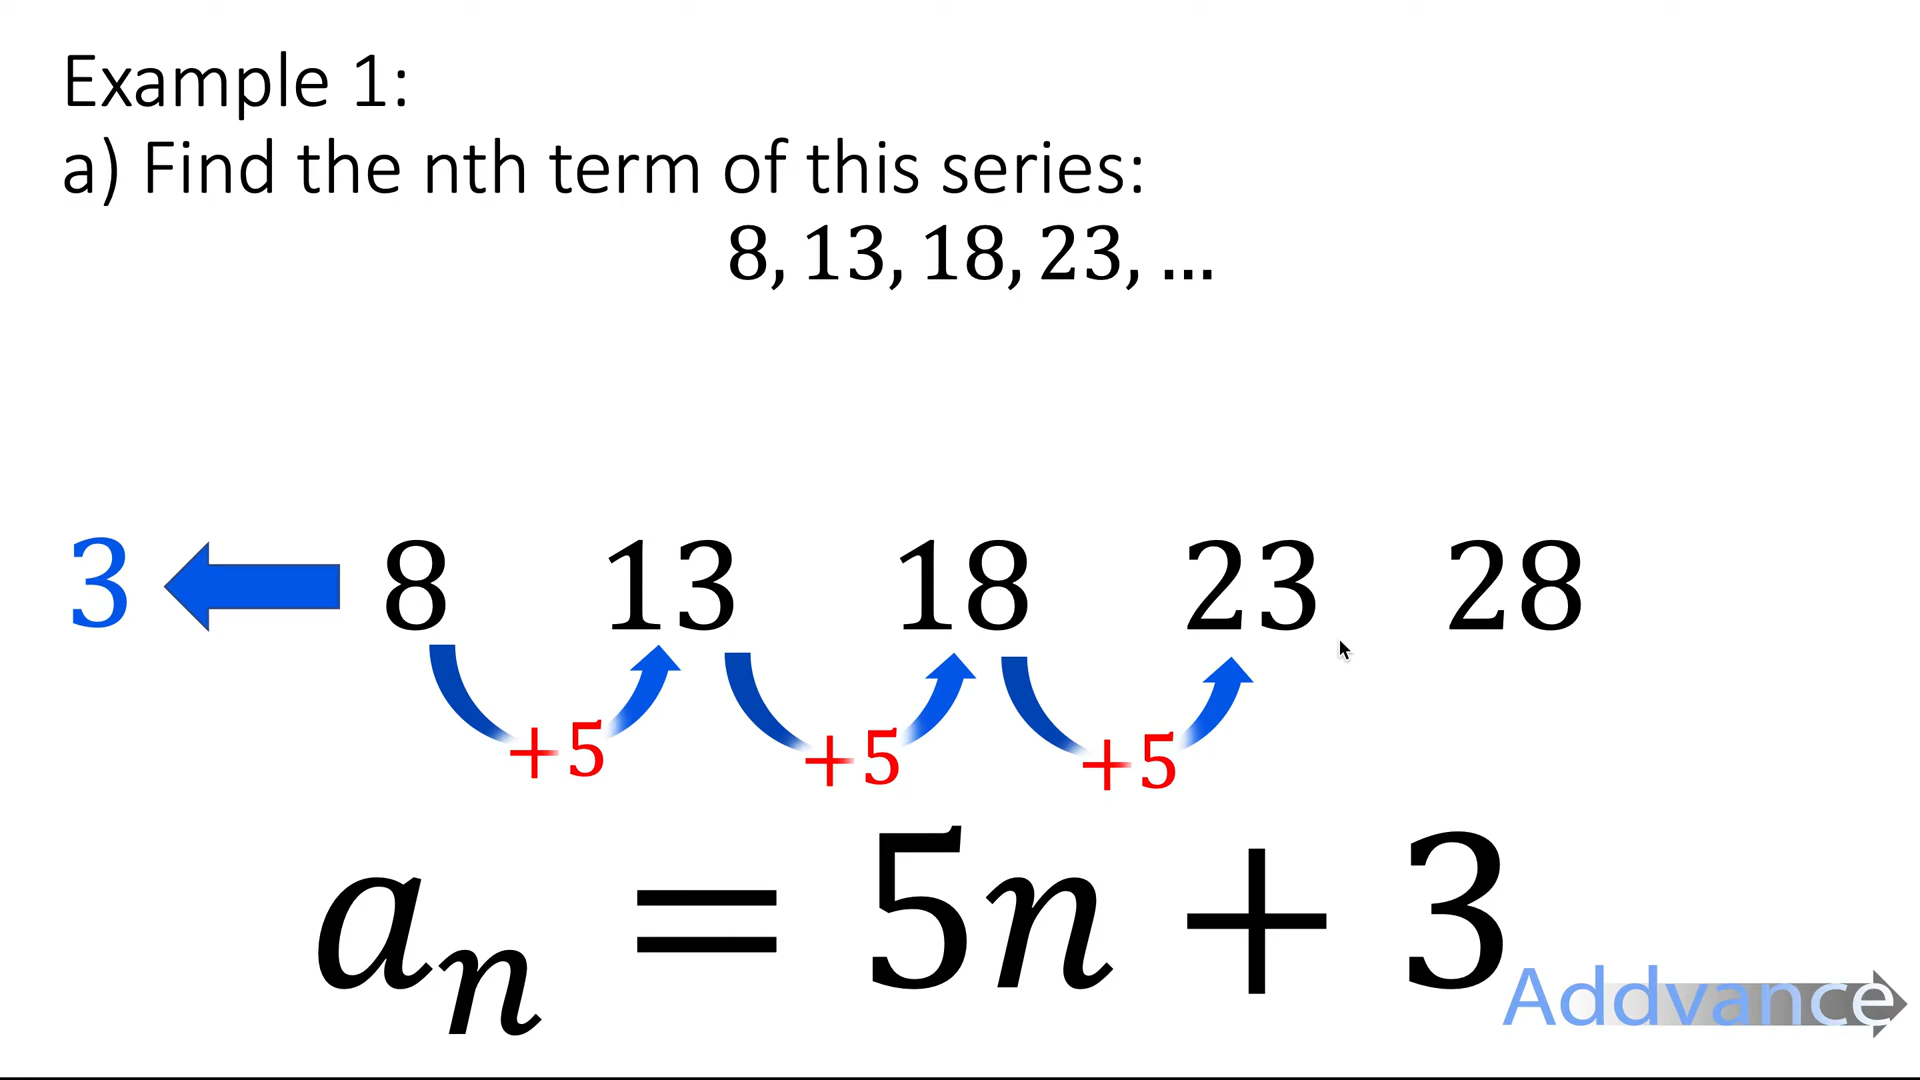 Example 1:
a) Find the nth term of this series:
8, 13, 18, 23, ...
3 8 13 18 23 28
+5 +5 +5
aₙ = 5n + 3
Addvance